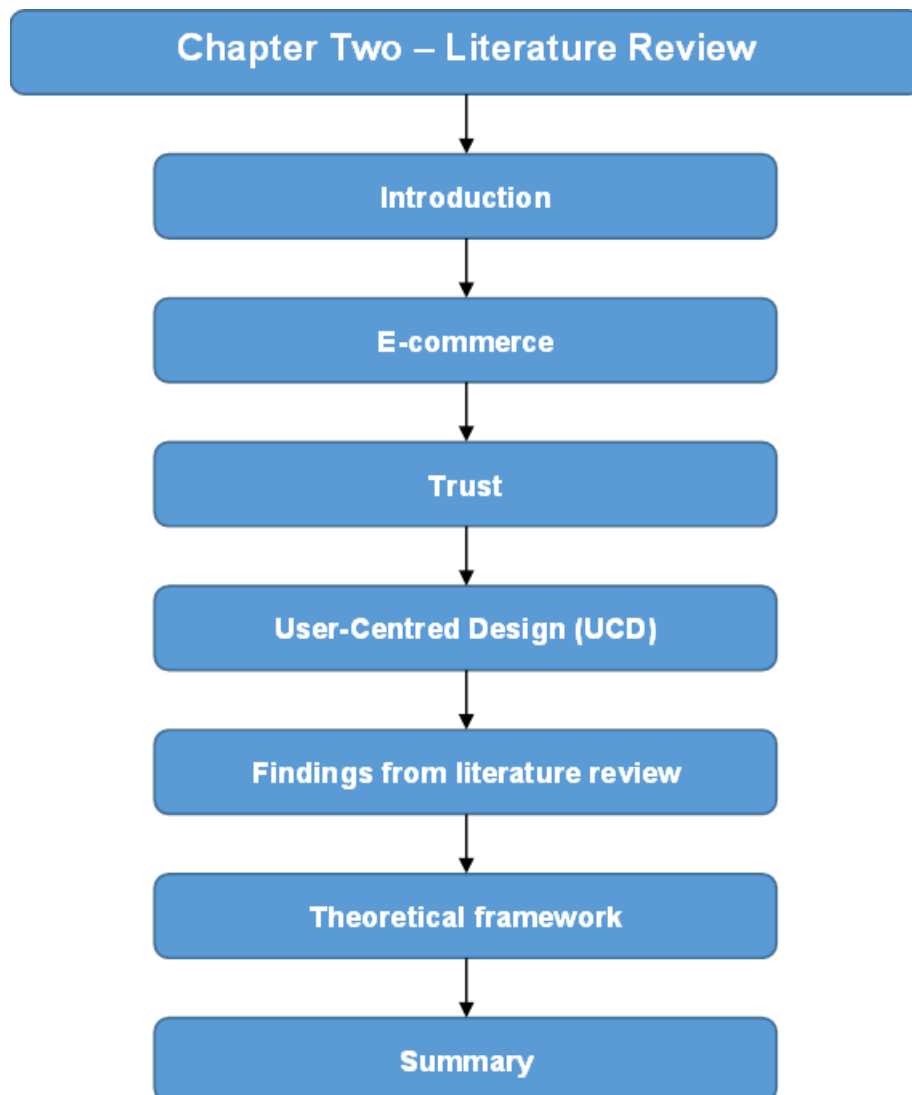 Chapter Two – Literature Review
Introduction
E-commerce
Trust
User-Centred Design (UCD)
Findings from literature review
Theoretical framework
Summary